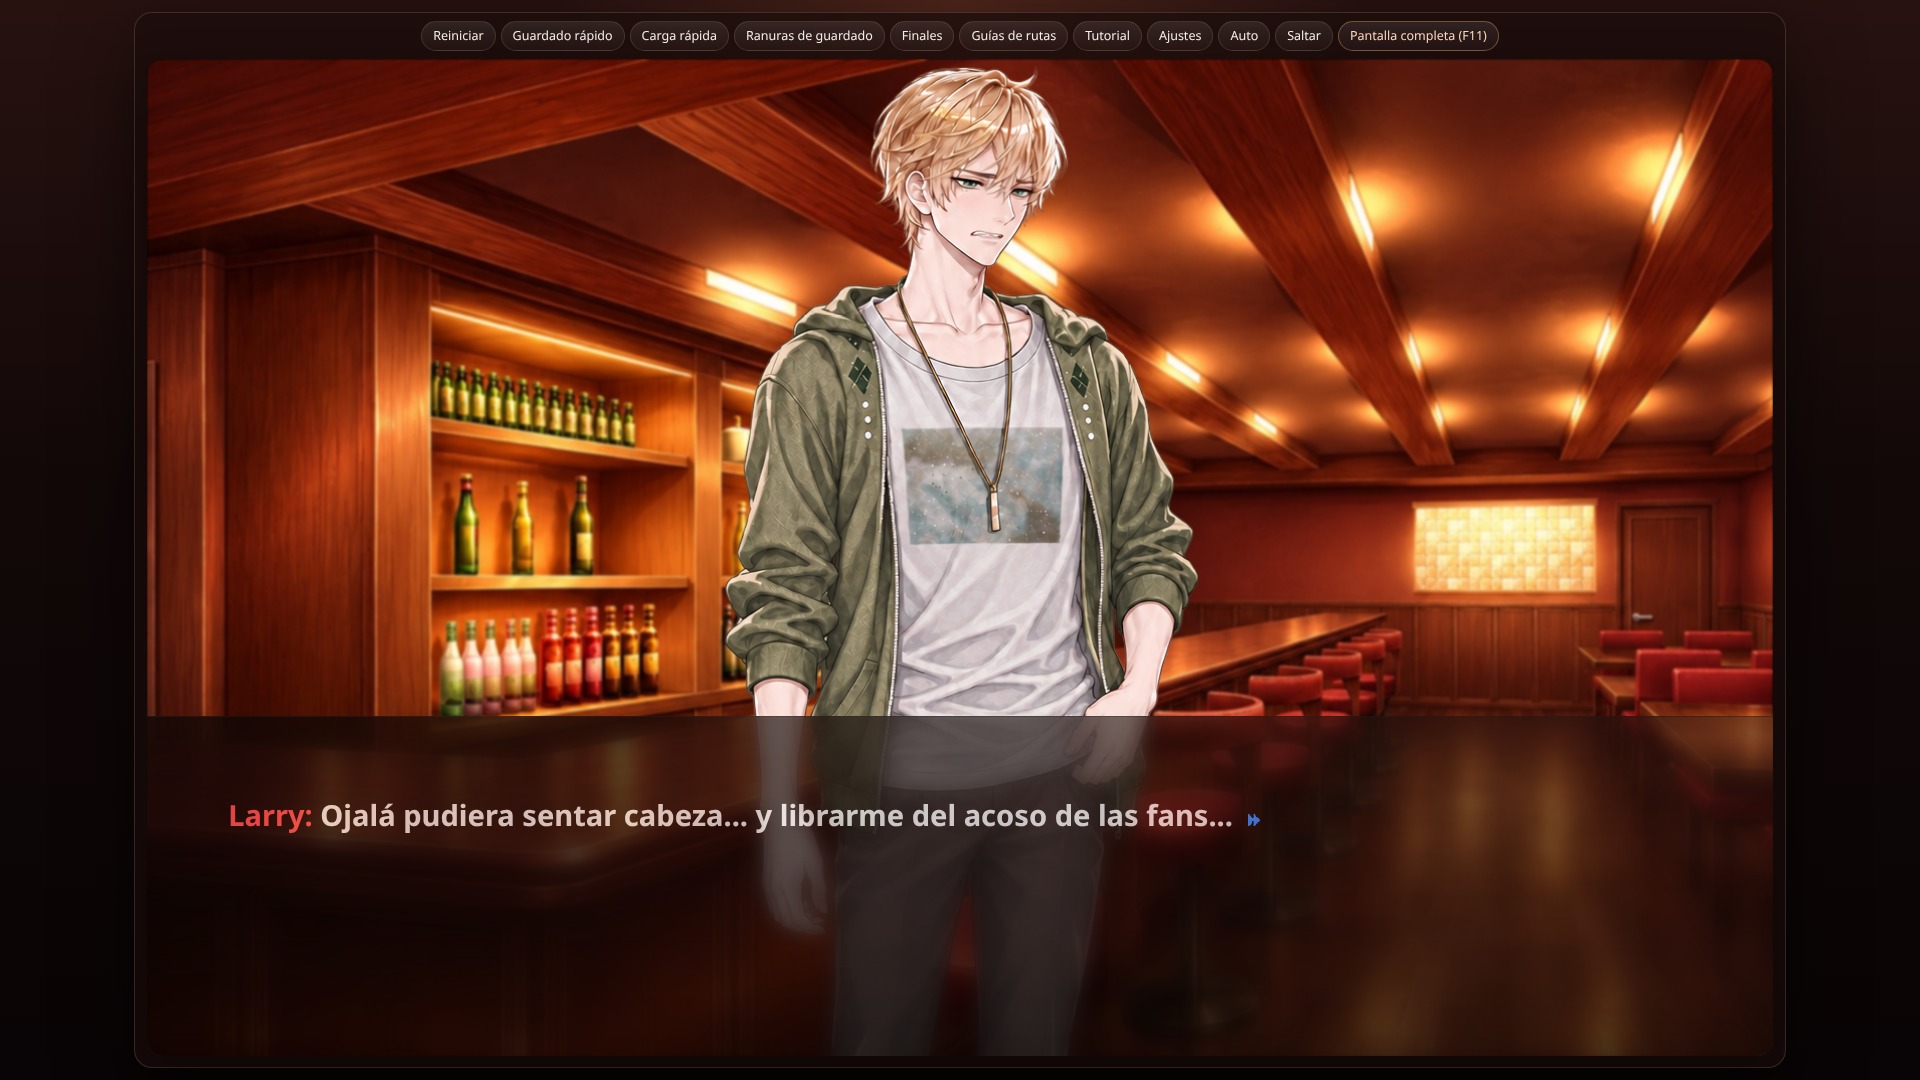 Reiniciar
Guardado rápido
Carga rápida
Ranuras de guardado
Finales
Guías de rutas
Tutorial
Ajustes
Auto
Saltar
Pantalla completa (F11)
Larry: Ojalá pudiera sentar cabeza... y librarme del acoso de las fans...